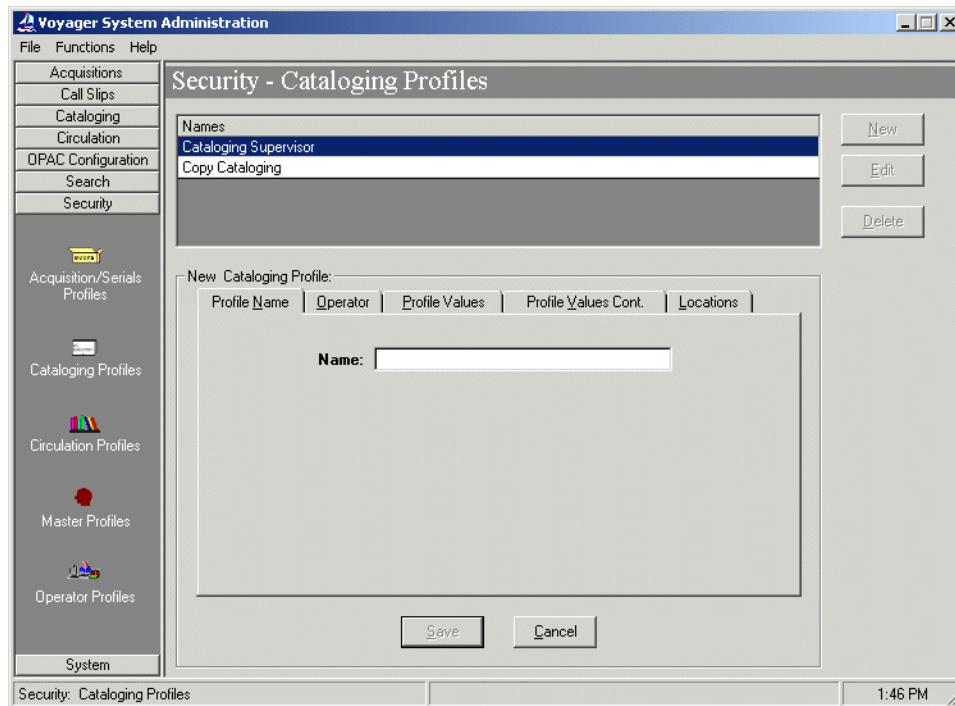 Voyager System Administration
File Functions Help
Acquisitions
Call Slips
Cataloging
Circulation
OPAC Configuration
Search
Security
Acquisition/Serials
Profiles
Cataloging Profiles
Circulation Profiles
Master Profiles
Operator Profiles
System
Security - Cataloging Profiles
Names
Cataloging Supervisor
Copy Cataloging
New
Edit
Delete
New Cataloging Profile:
Profile Name Operator Profile Values Profile Values Cont. Locations
Name:
Save Cancel
Security: Cataloging Profiles 1:46 PM